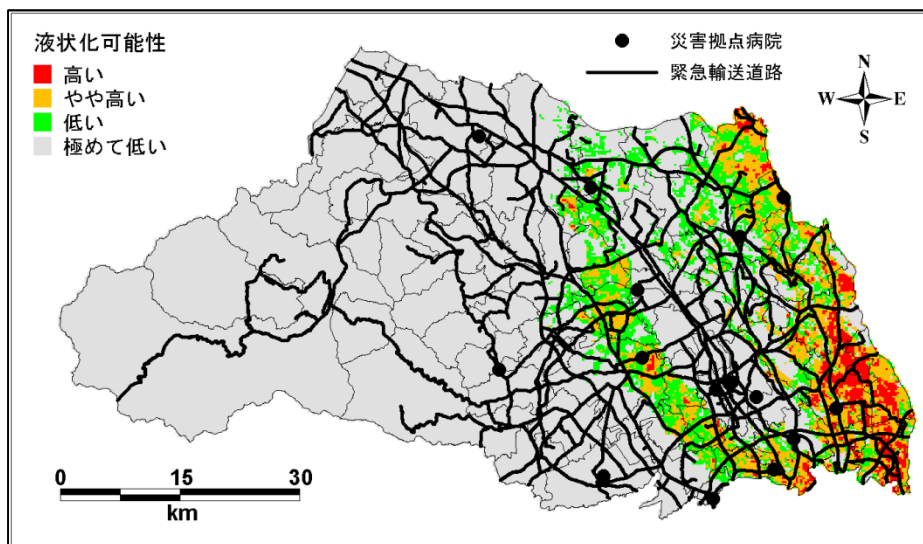 液状化可能性
高い
やや高い
低い
極めて低い
災害拠点病院
緊急輸送道路
N
W E
S
0 15 30
km